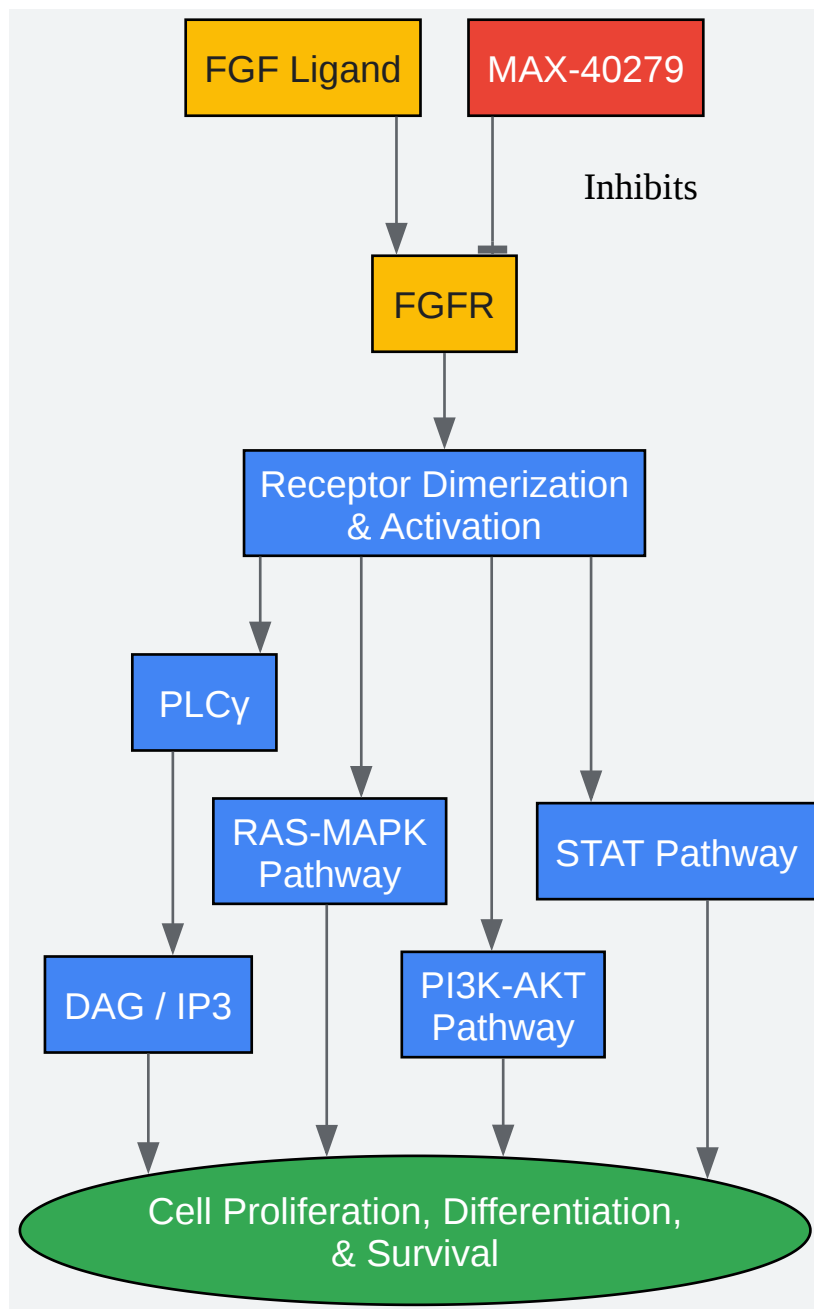 FGF Ligand
MAX-40279
Inhibits
FGFR
Receptor Dimerization
& Activation
PLCγ
RAS-MAPK
Pathway
STAT Pathway
DAG / IP3
PI3K-AKT
Pathway
Cell Proliferation, Differentiation,
& Survival